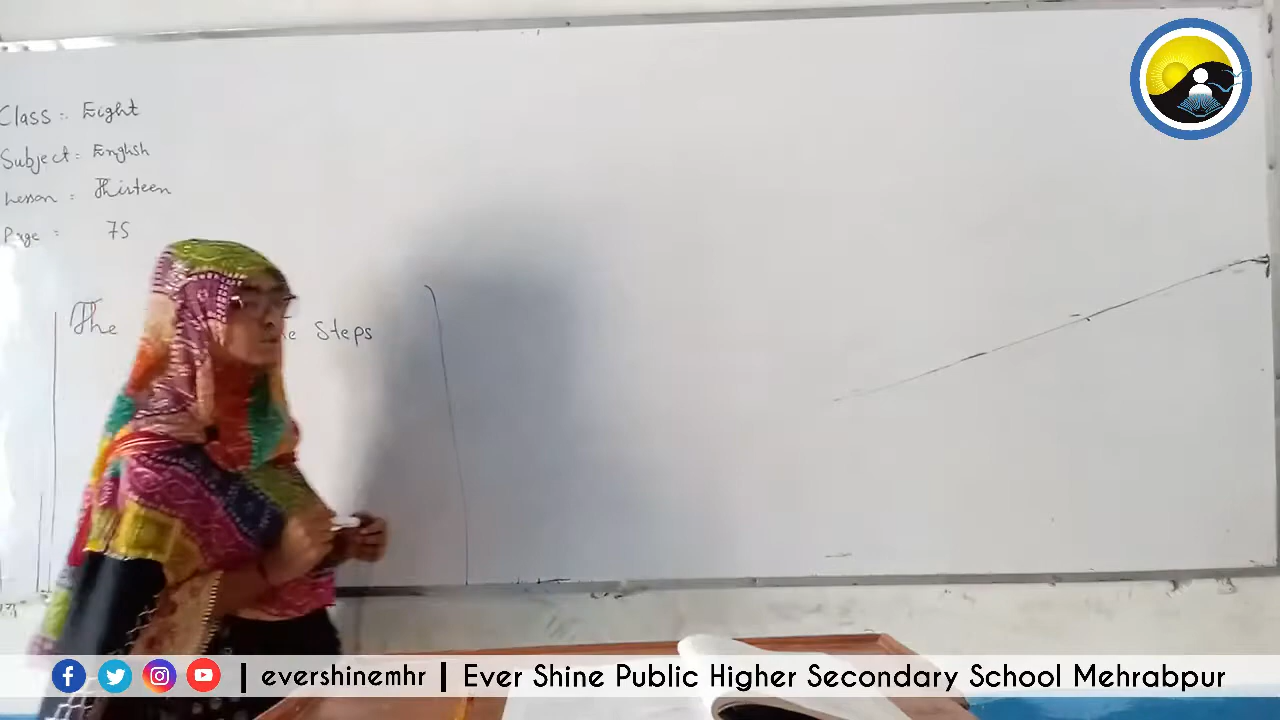 Class :. Eight
Subject : English
Lesson : Thirteen
Page : 75
The Steps
| evershinemhr | Ever Shine Public Higher Secondary School Mehrabpur